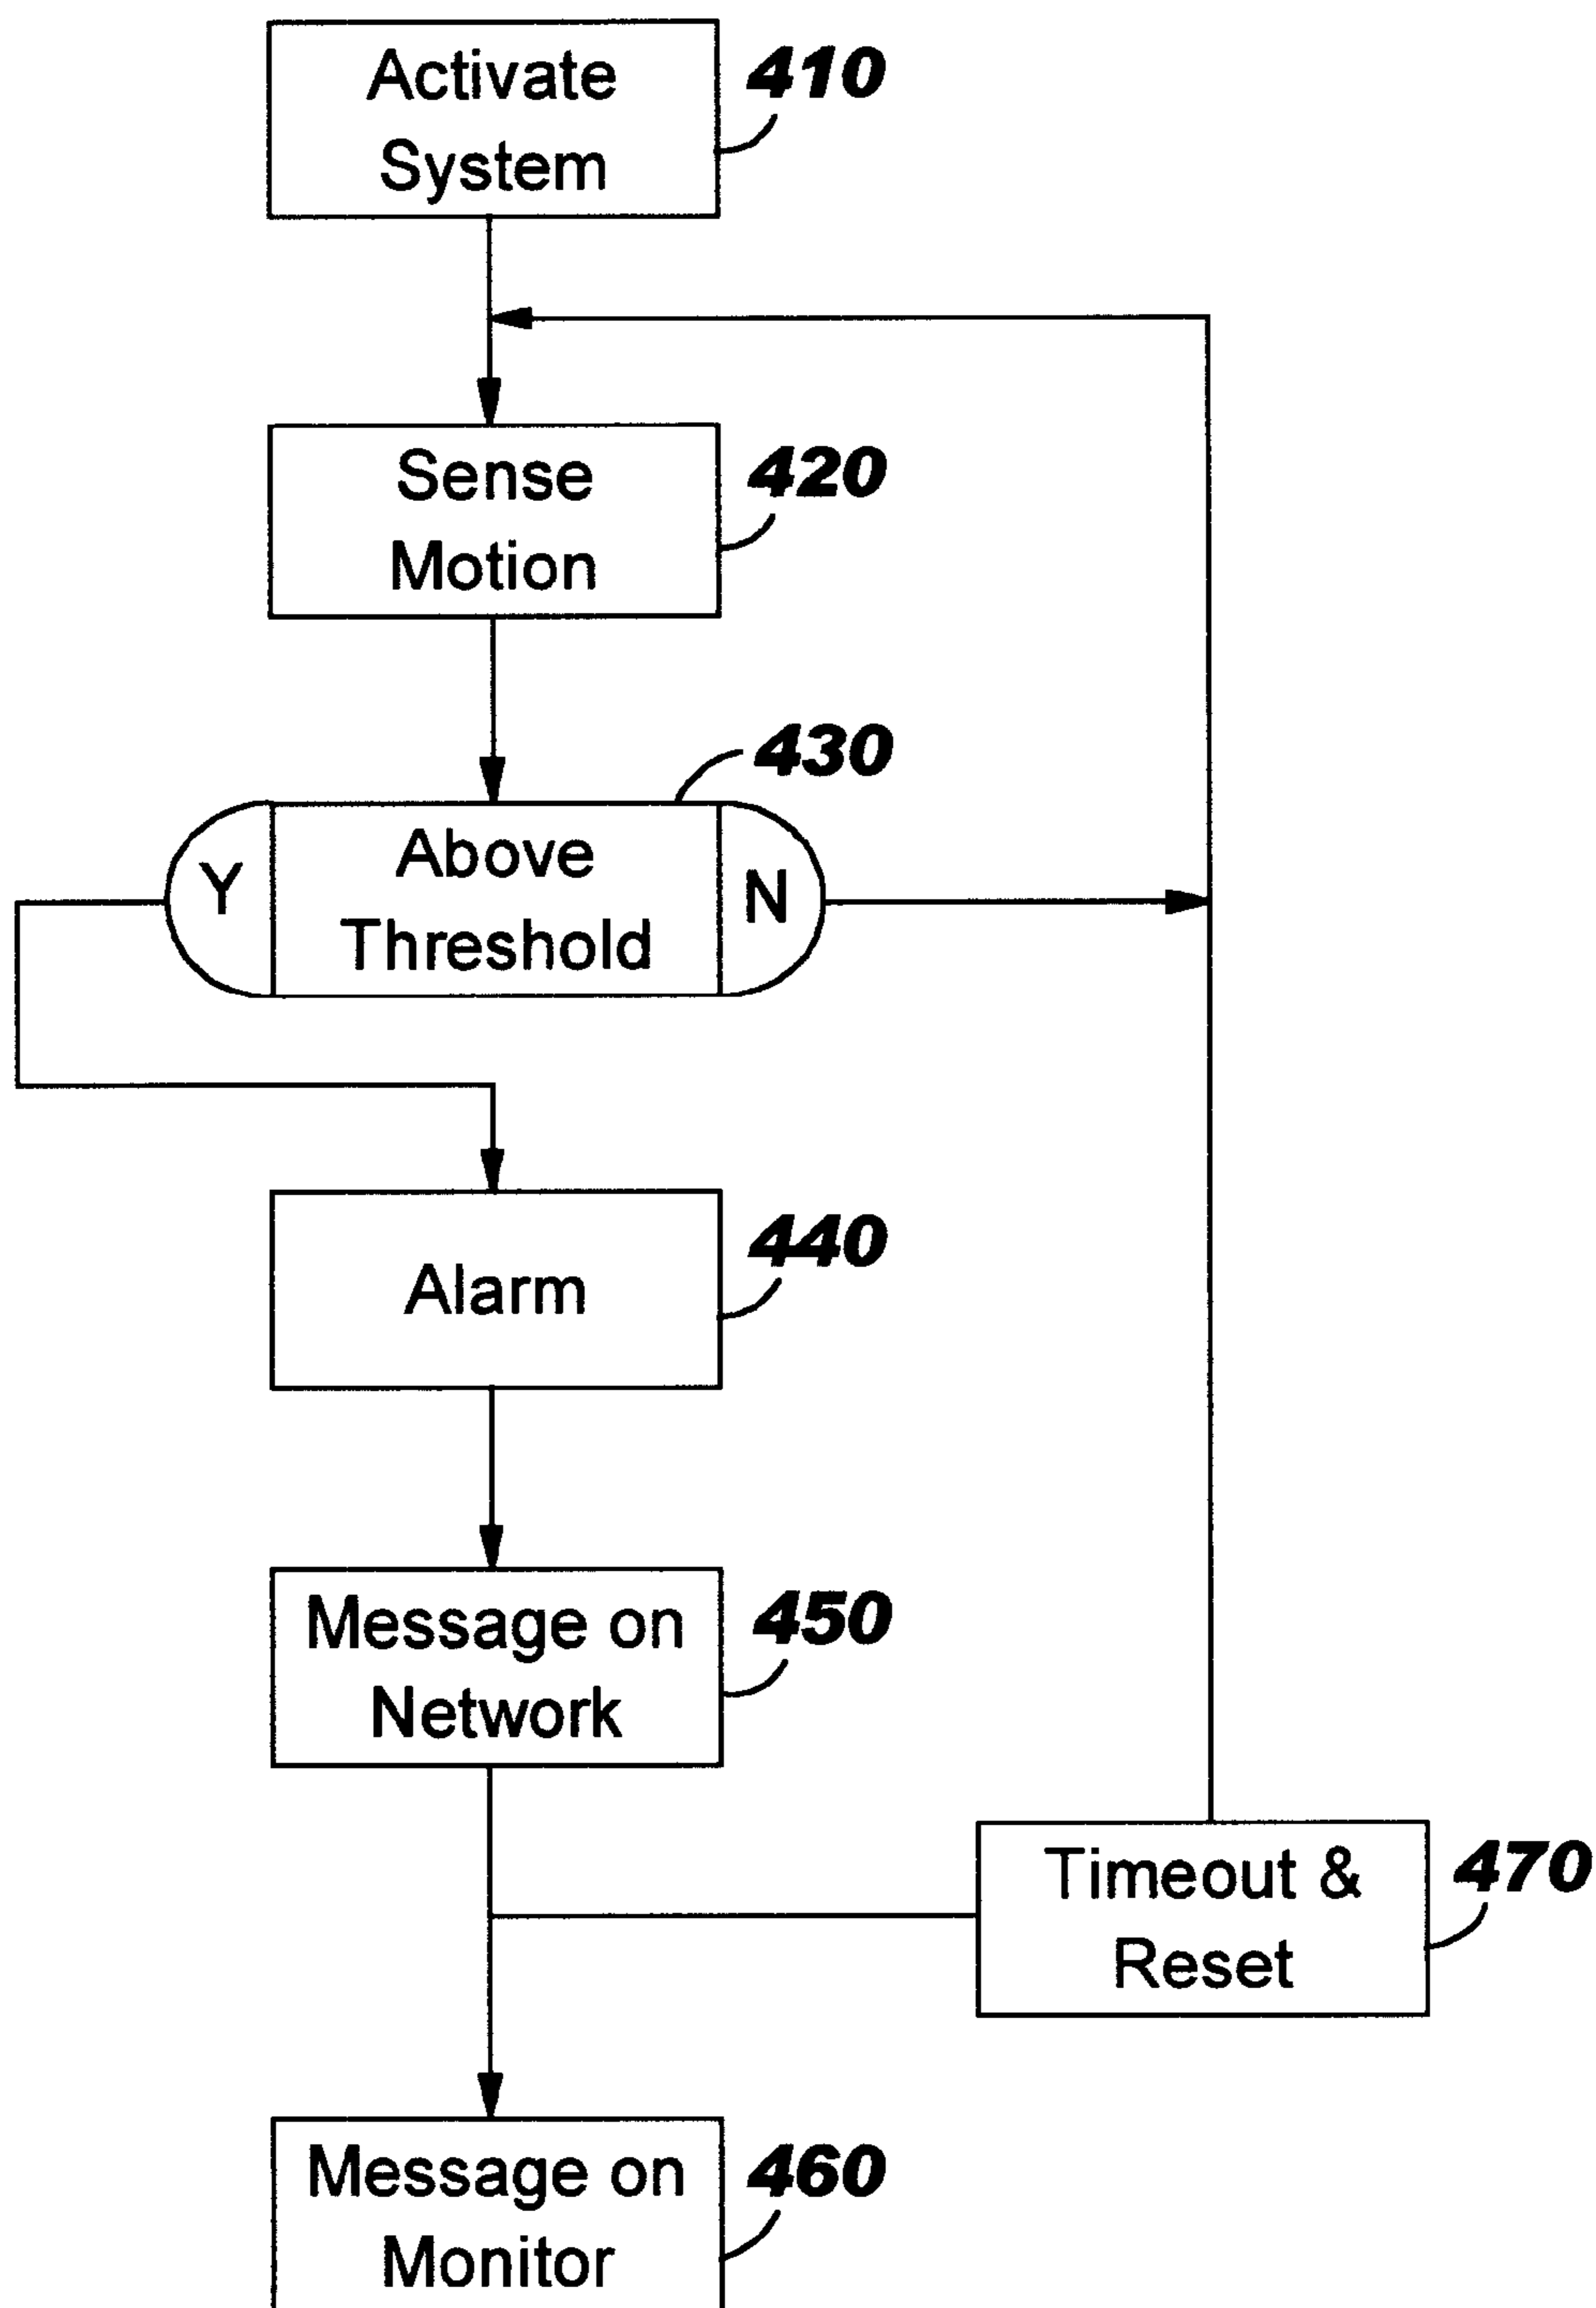 Activate
System
410
Sense
Motion
420
430
Y
Above
Threshold
N
Alarm
440
Message on
Network
450
Timeout &
Reset
470
Message on
Monitor
460